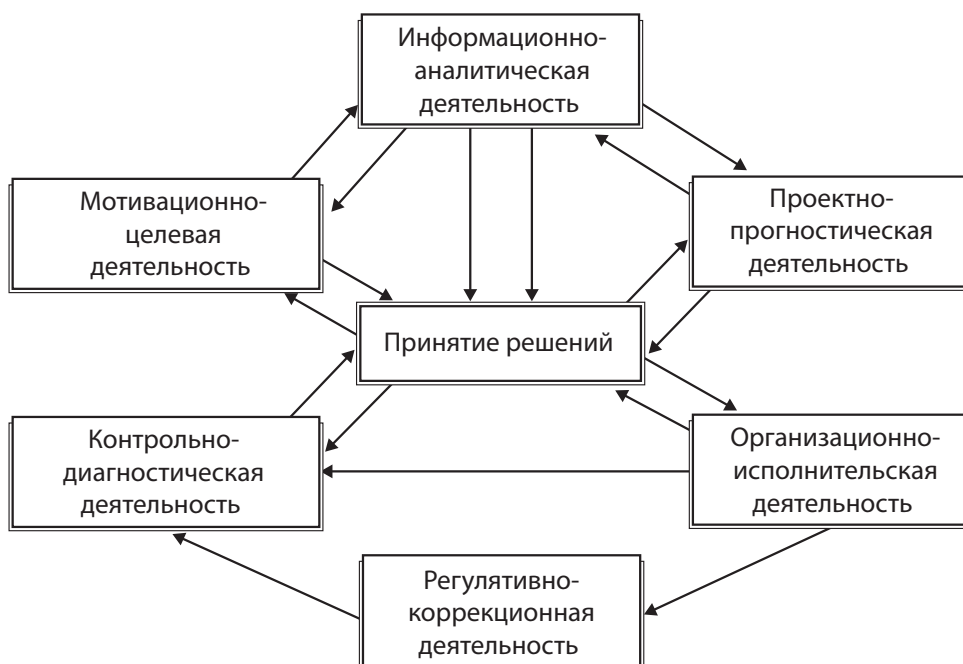 Информационно-
аналитическая
деятельность
Мотивационно-
целевая
деятельность
Проектно-
прогностическая
деятельность
Принятие решений
Контрольно-
диагностическая
деятельность
Организационно-
исполнительская
деятельность
Регулятивно-
коррекционная
деятельность